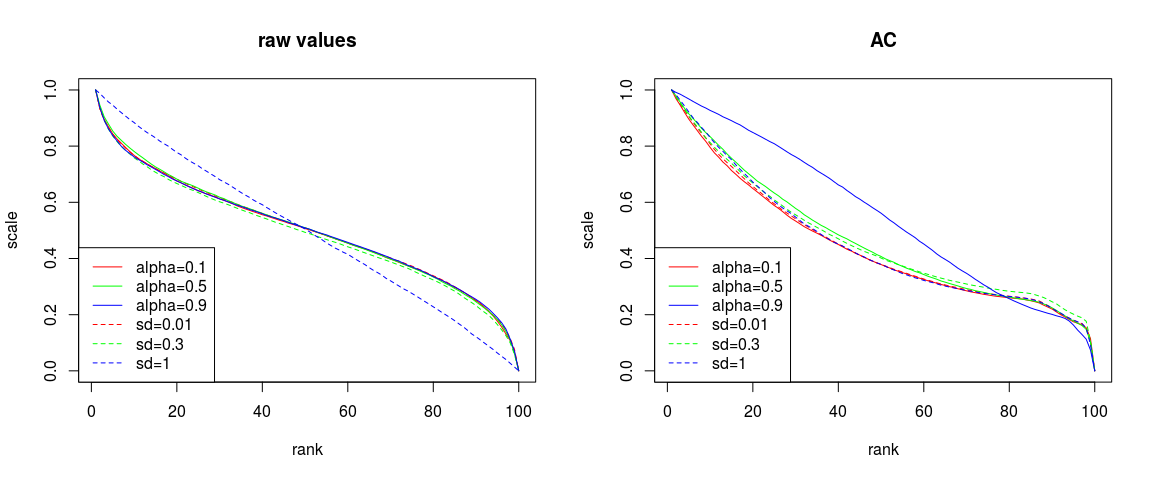 raw values
scale
1.0
0.8
0.6
0.4
0.2
0.0
alpha=0.1
alpha=0.5
alpha=0.9
sd=0.01
sd=0.3
sd=1
0 20 40 60 80 100
rank
AC
scale
1.0
0.8
0.6
0.4
0.2
0.0
alpha=0.1
alpha=0.5
alpha=0.9
sd=0.01
sd=0.3
sd=1
0 20 40 60 80 100
rank